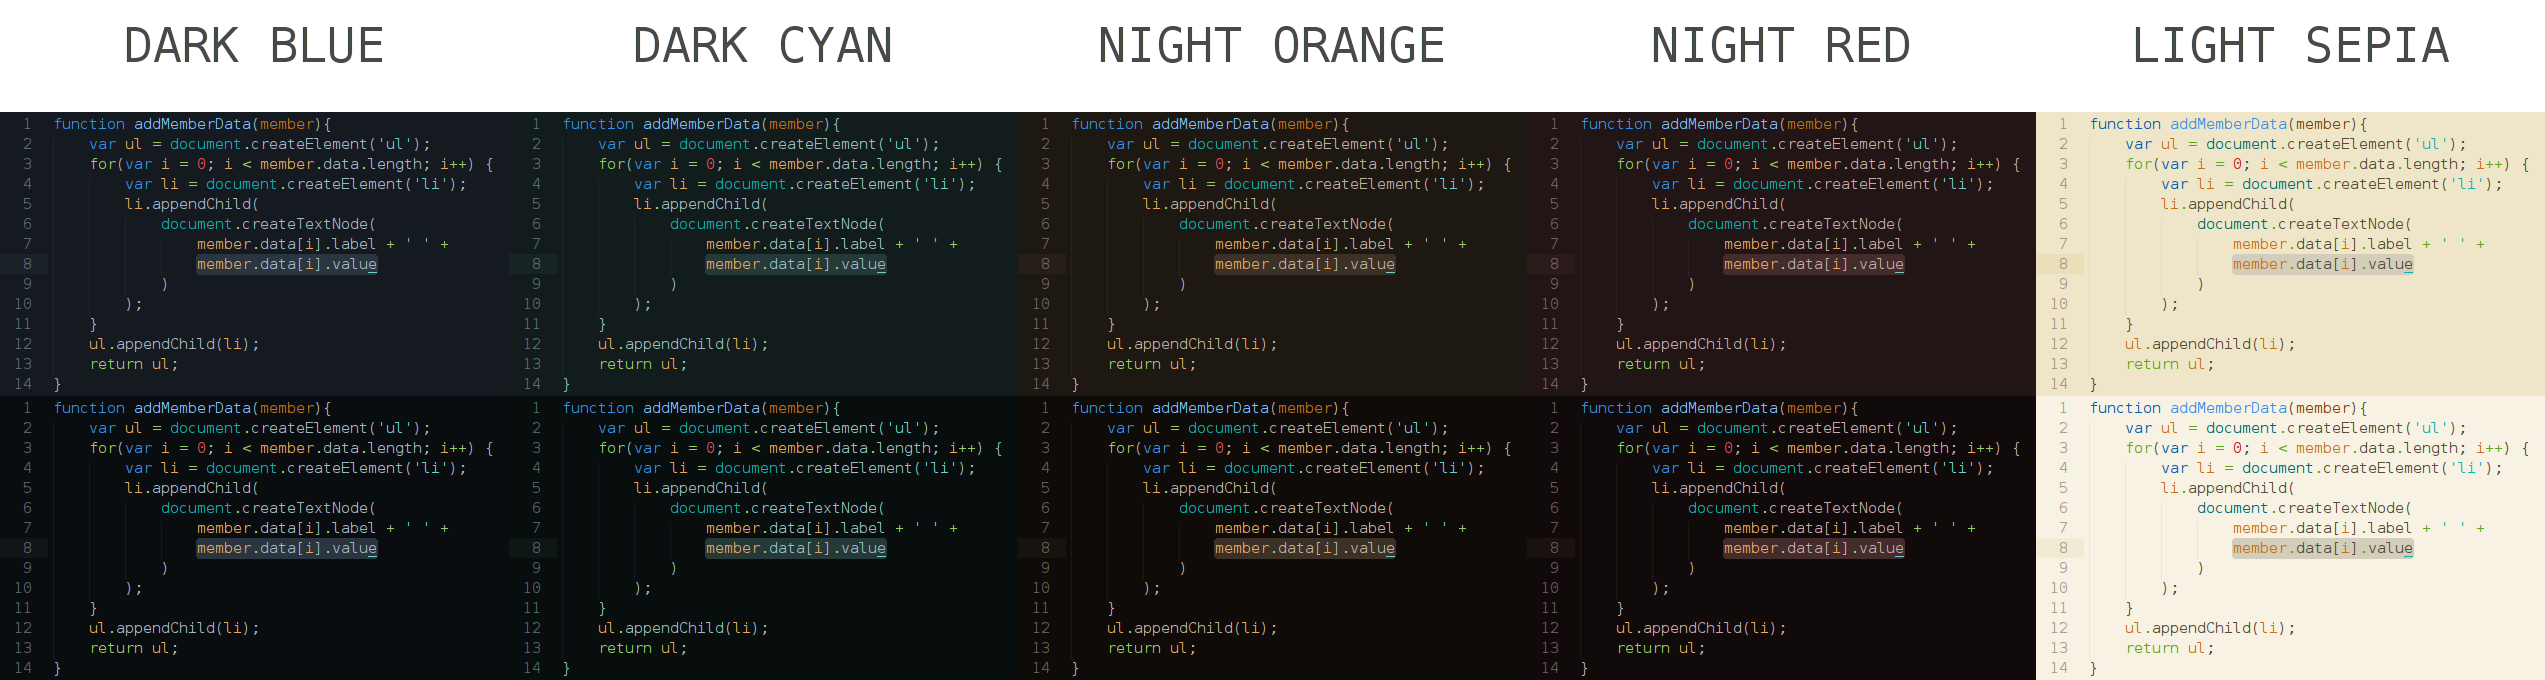 DARK BLUE
DARK CYAN
NIGHT ORANGE
NIGHT RED
LIGHT SEPIA
1 function addMemberData(member){
2 var ul = document.createElement('ul');
3 for(var i = 0; i < member.data.length; i++) {
4 var li = document.createElement('li');
5 li.appendChild(
6 document.createTextNode(
7 member.data[i].label + ' ' +
8 member.data[i].value
9 )
10 );
11 }
12 ul.appendChild(li);
13 return ul;
14 }
1 function addMemberData(member){
2 var ul = document.createElement('ul');
3 for(var i = 0; i < member.data.length; i++) {
4 var li = document.createElement('li');
5 li.appendChild(
6 document.createTextNode(
7 member.data[i].label + ' ' +
8 member.data[i].value
9 )
10 );
11 }
12 ul.appendChild(li);
13 return ul;
14 }
1 function addMemberData(member){
2 var ul = document.createElement('ul');
3 for(var i = 0; i < member.data.length; i++) {
4 var li = document.createElement('li');
5 li.appendChild(
6 document.createTextNode(
7 member.data[i].label + ' ' +
8 member.data[i].value
9 )
10 );
11 }
12 ul.appendChild(li);
13 return ul;
14 }
1 function addMemberData(member){
2 var ul = document.createElement('ul');
3 for(var i = 0; i < member.data.length; i++) {
4 var li = document.createElement('li');
5 li.appendChild(
6 document.createTextNode(
7 member.data[i].label + ' ' +
8 member.data[i].value
9 )
10 );
11 }
12 ul.appendChild(li);
13 return ul;
14 }
1 function addMemberData(member){
2 var ul = document.createElement('ul');
3 for(var i = 0; i < member.data.length; i++) {
4 var li = document.createElement('li');
5 li.appendChild(
6 document.createTextNode(
7 member.data[i].label + ' ' +
8 member.data[i].value
9 )
10 );
11 }
12 ul.appendChild(li);
13 return ul;
14 }
1 function addMemberData(member){
2 var ul = document.createElement('ul');
3 for(var i = 0; i < member.data.length; i++) {
4 var li = document.createElement('li');
5 li.appendChild(
6 document.createTextNode(
7 member.data[i].label + ' ' +
8 member.data[i].value
9 )
10 );
11 }
12 ul.appendChild(li);
13 return ul;
14 }
1 function addMemberData(member){
2 var ul = document.createElement('ul');
3 for(var i = 0; i < member.data.length; i++) {
4 var li = document.createElement('li');
5 li.appendChild(
6 document.createTextNode(
7 member.data[i].label + ' ' +
8 member.data[i].value
9 )
10 );
11 }
12 ul.appendChild(li);
13 return ul;
14 }
1 function addMemberData(member){
2 var ul = document.createElement('ul');
3 for(var i = 0; i < member.data.length; i++) {
4 var li = document.createElement('li');
5 li.appendChild(
6 document.createTextNode(
7 member.data[i].label + ' ' +
8 member.data[i].value
9 )
10 );
11 }
12 ul.appendChild(li);
13 return ul;
14 }
1 function addMemberData(member){
2 var ul = document.createElement('ul');
3 for(var i = 0; i < member.data.length; i++) {
4 var li = document.createElement('li');
5 li.appendChild(
6 document.createTextNode(
7 member.data[i].label + ' ' +
8 member.data[i].value
9 )
10 );
11 }
12 ul.appendChild(li);
13 return ul;
14 }
1 function addMemberData(member){
2 var ul = document.createElement('ul');
3 for(var i = 0; i < member.data.length; i++) {
4 var li = document.createElement('li');
5 li.appendChild(
6 document.createTextNode(
7 member.data[i].label + ' ' +
8 member.data[i].value
9 )
10 );
11 }
12 ul.appendChild(li);
13 return ul;
14 }